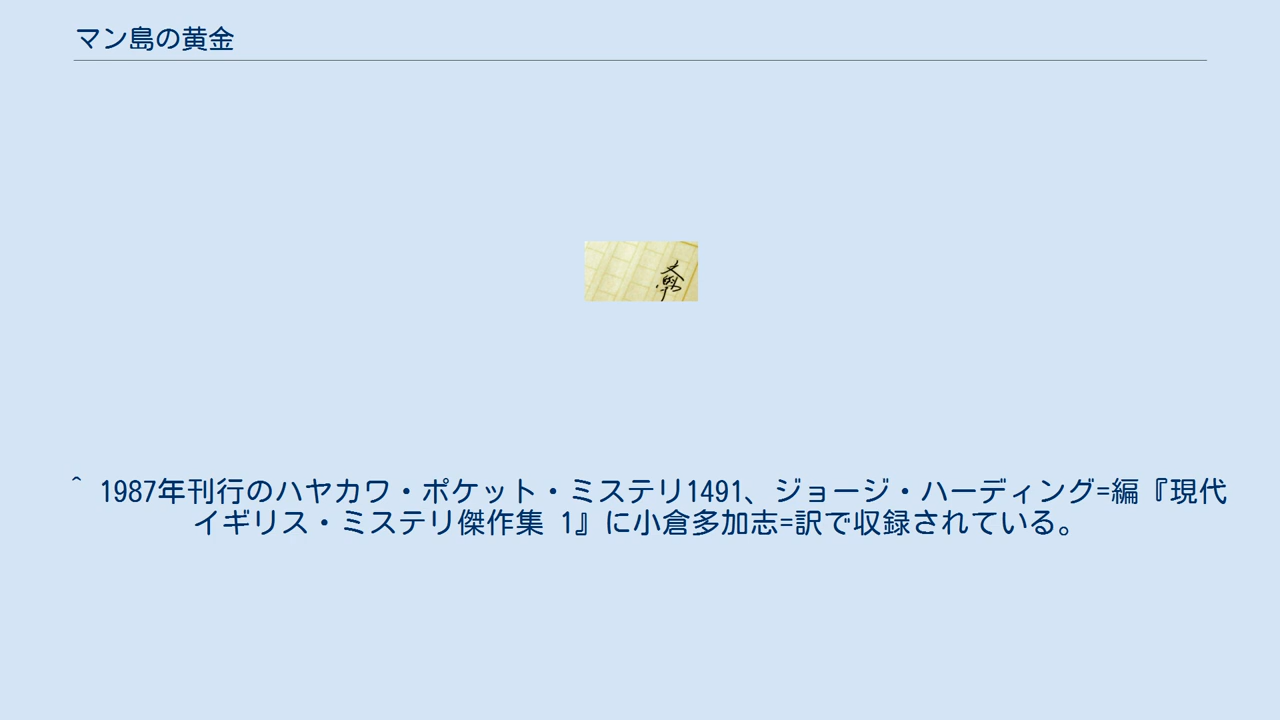 マン島の黄金
^ 1987年刊行のハヤカワ・ポケット・ミステリ1491、ジョージ・ハーディング=編『現代
イギリス・ミステリ傑作集 1』に小倉多加志=訳で収録されている。